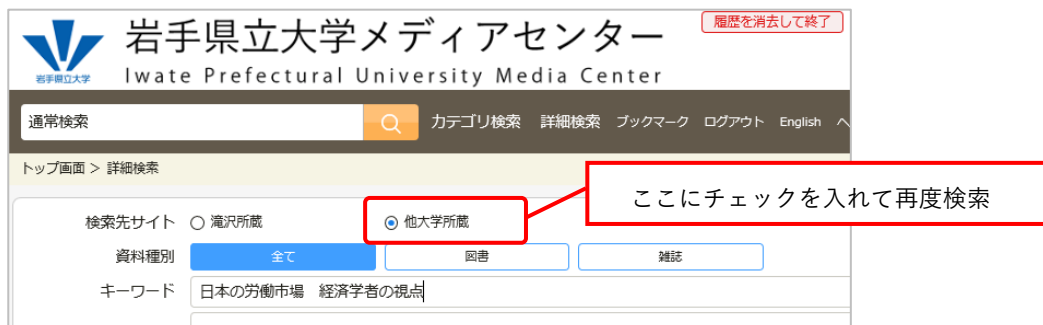 履歴を消去して終了
岩手県立大学メディアセンター
岩手県立大学
Iwate Prefectural University Media Center
通常検索 カテゴリ検索 詳細検索 ブックマーク ログアウト English ヘ
トップ画面 > 詳細検索
ここにチェックを入れて再度検索
検索先サイト 滝沢所蔵 他大学所蔵
資料種別 全て 図書 雑誌
キーワード 日本の労働市場 経済学者の視点